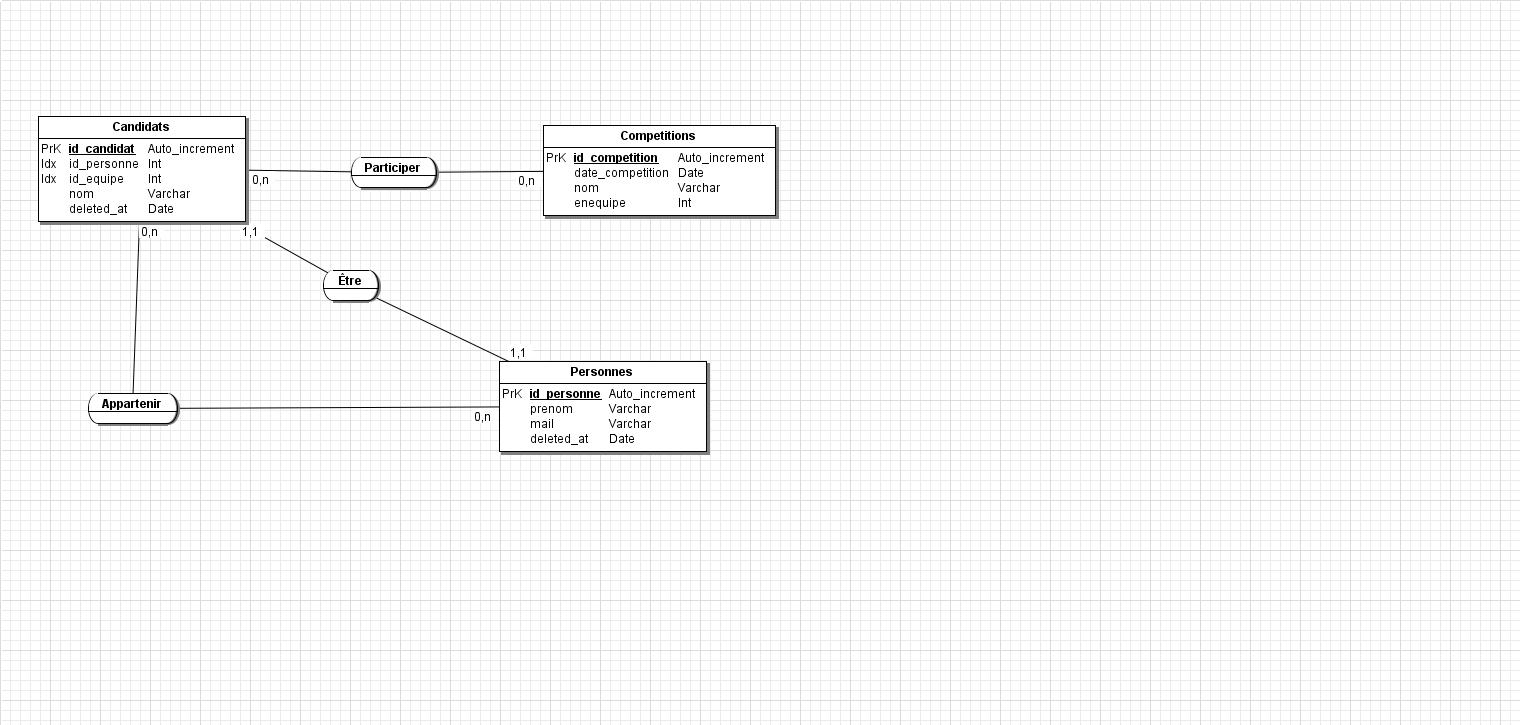 Candidats
PrK id_candidat Auto_increment
Idx id_personne Int
Idx id_equipe Int
nom Varchar
deleted_at Date
0,n
Participer
0,n
Competitions
PrK id_competition Auto_increment
date_competition Date
nom Varchar
enequipe Int
0,n
1,1
Être
1,1
Personnes
PrK id_personne Auto_increment
prenom Varchar
mail Varchar
deleted_at Date
Appartenir
0,n